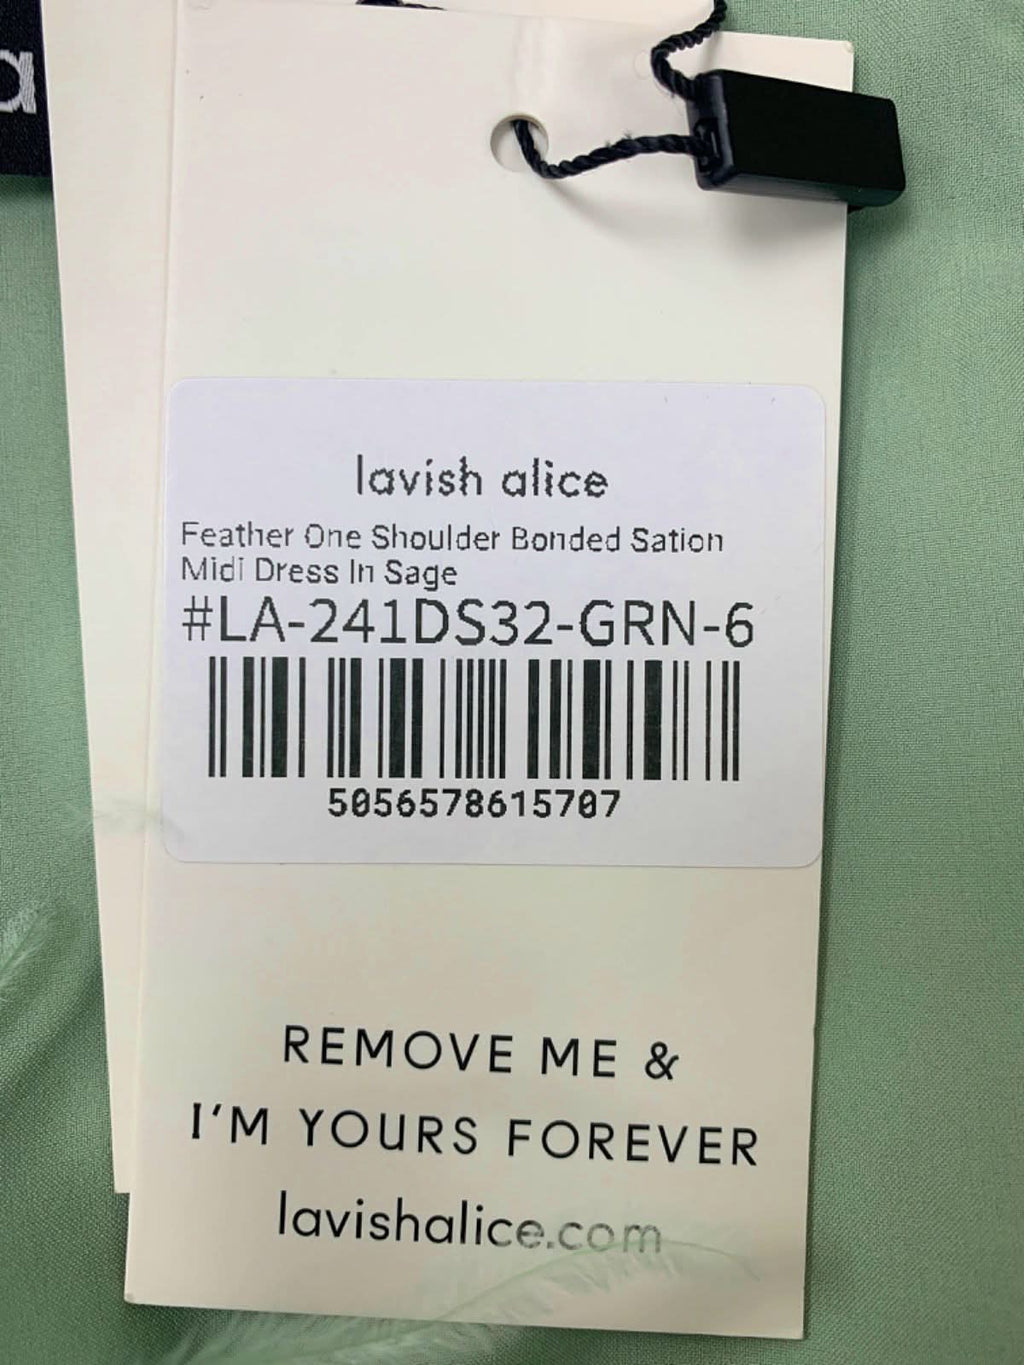 a
lavish alice
Feather One Shoulder Bonded Sation
Midi Dress In Sage
#LA-241DS32-GRN-6
5056578615707
REMOVE ME &
I'M YOURS FOREVER
lavishalice.com